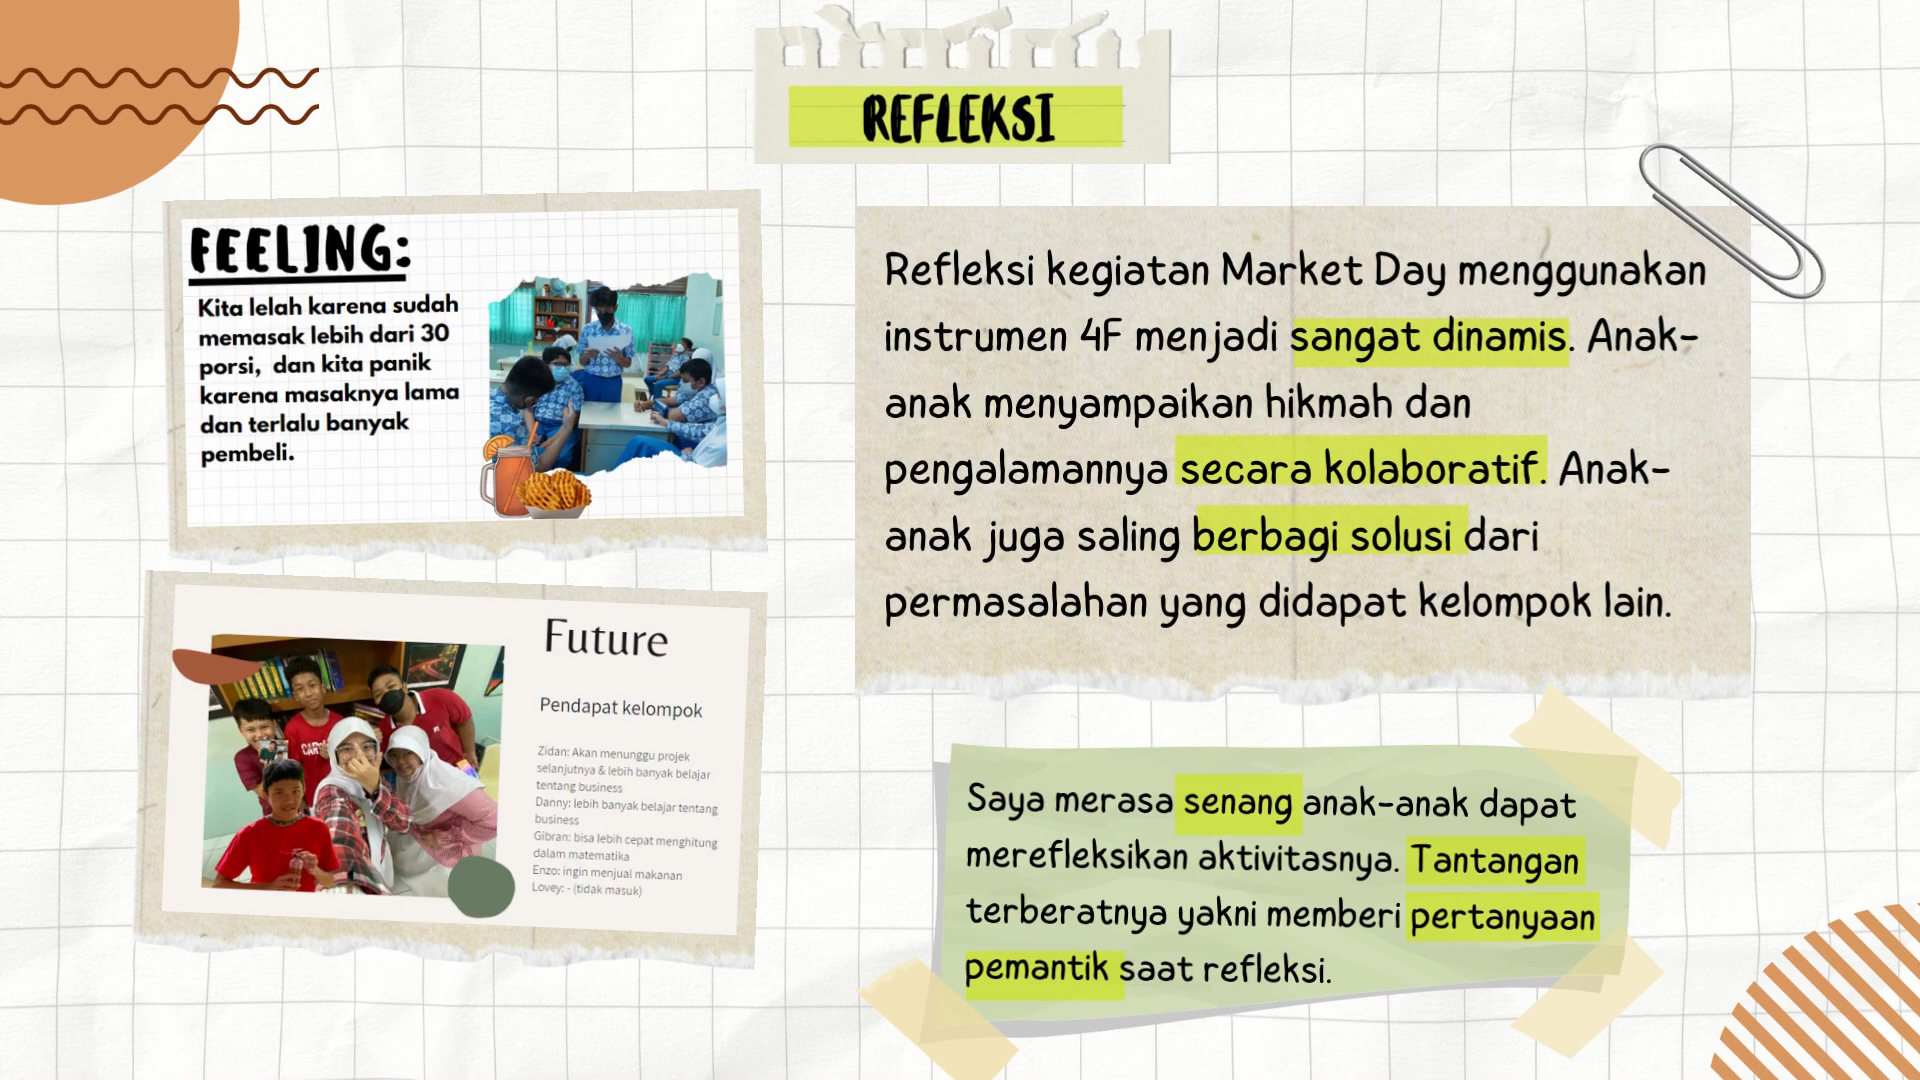 REFLEKSI
FEELING:
Kita lelah karena sudah
memasak lebih dari 30
porsi, dan kita panik
karena masaknya lama
dan terlalu banyak
pembeli.
Future
Pendapat kelompok
Zidan: Akan menunggu projek
selanjutnya & lebih banyak belajar
tentang business
Danny: lebih banyak belajar tentang
business
Gibran: bisa lebih cepat menghitung
dalam matematika
Enzo: ingin menjual makanan
Lovey: - (tidak masuk)
Refleksi kegiatan Market Day menggunakan
instrumen 4F menjadi sangat dinamis. Anak-
anak menyampaikan hikmah dan
pengalamannya secara kolaboratif. Anak-
anak juga saling berbagi solusi dari
permasalahan yang didapat kelompok lain.
Saya merasa senang anak-anak dapat
merefleksikan aktivitasnya. Tantangan
terberatnya yakni memberi pertanyaan
pemantik saat refleksi.